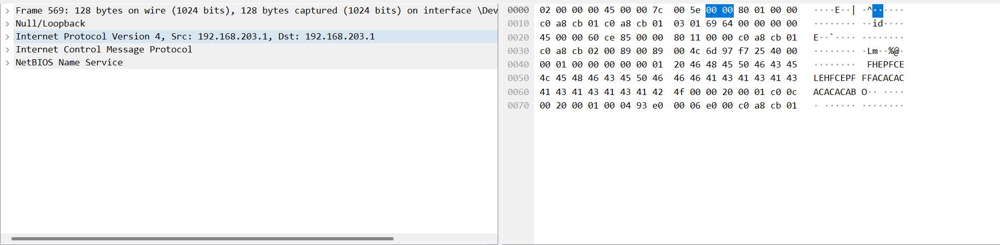 Frame 569: 128 bytes on wire (1024 bits), 128 bytes captured (1024 bits) on interface \Dev
Null/Loopback
Internet Protocol Version 4, Src: 192.168.203.1, Dst: 192.168.203.1
Internet Control Message Protocol
NetBIOS Name Service
0000 02 00 00 00 45 00 00 7c 00 5e 00 00 80 01 00 00 ····E··| ·^······
0010 c0 a8 cb 01 c0 a8 cb 01 03 01 69 64 00 00 00 00 ········ ··id····
0020 45 00 00 60 ce 85 00 00 80 11 00 00 c0 a8 cb 01 E··`···· ········
0030 c0 a8 cb 02 00 89 00 89 00 4c 6d 97 f7 25 40 00 ········ ·Lm··%@·
0040 00 01 00 00 00 00 00 01 20 46 48 45 50 46 43 45 ········  FHEPFCE
0050 4c 45 48 46 43 45 50 46 46 46 41 43 41 43 41 43 LEHFCEPF FFACACAC
0060 41 43 41 43 41 43 41 42 4f 00 00 20 00 01 c0 0c ACACACAB O·· ····
0070 00 20 00 01 00 04 93 e0 00 06 e0 00 c0 a8 cb 01 · ······ ········